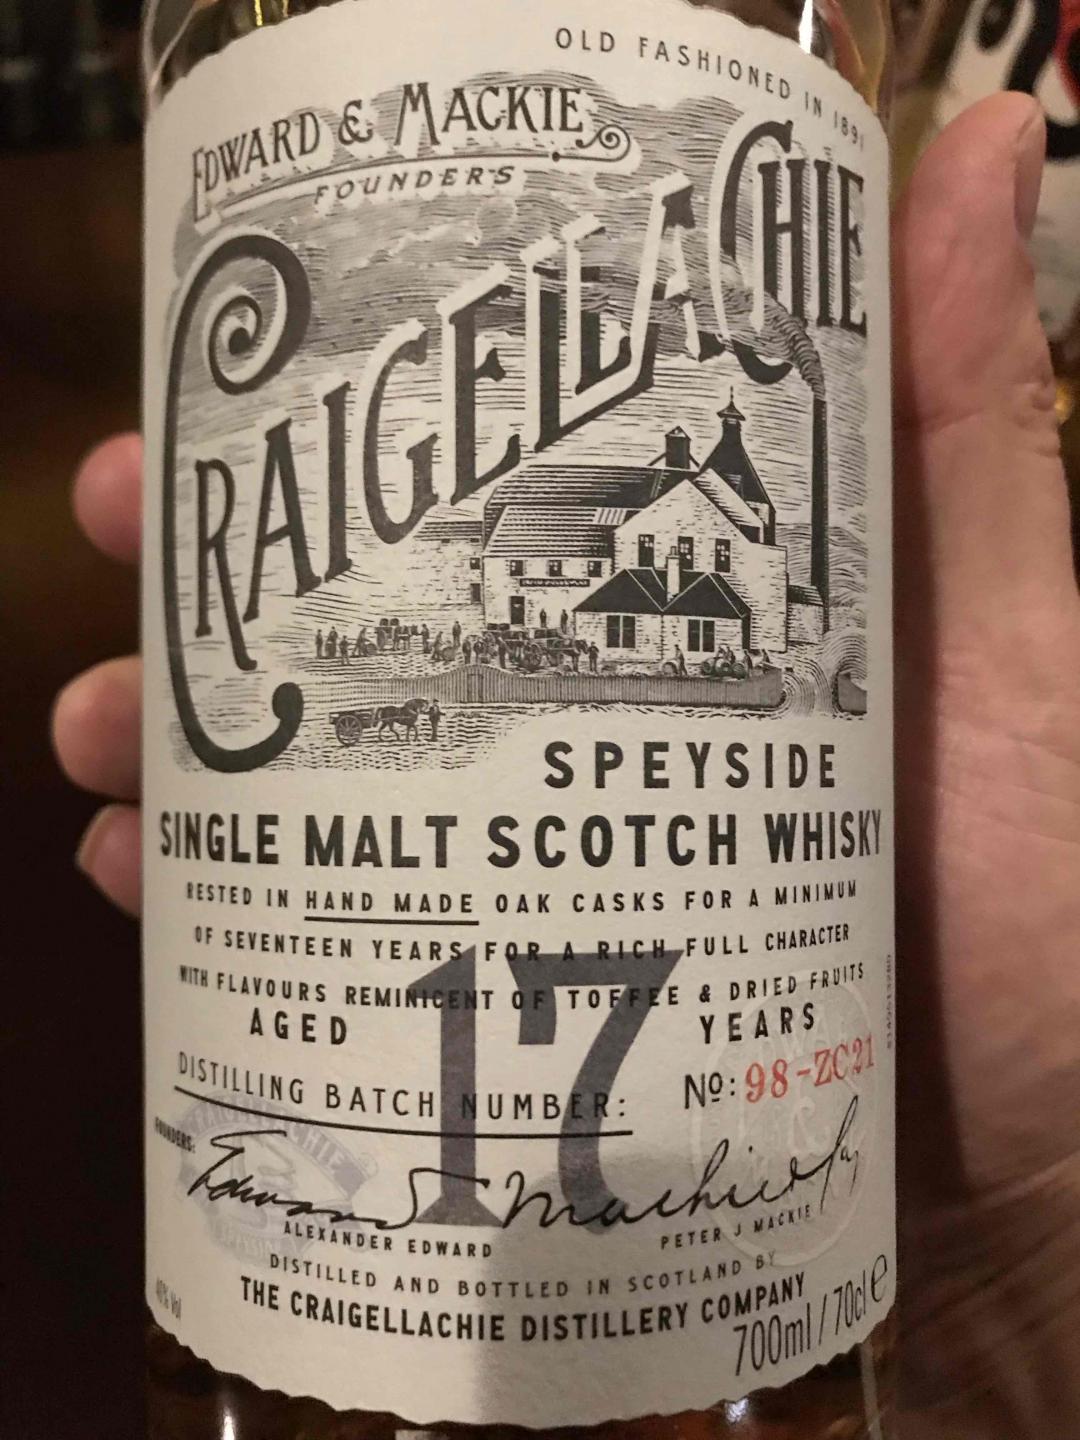 OLD FASHIONED IN 1891
EDWARD & MACKIE
FOUNDERS
CRAIGELLACHIE
SPEYSIDE
SINGLE MALT SCOTCH WHISKY
RESTED IN HAND MADE OAK CASKS FOR A MINIMUM
OF SEVENTEEN YEARS FOR A RICH FULL CHARACTER
WITH FLAVOURS REMINICENT OF TOFFEE & DRIED FRUITS
AGED 17 YEARS
DISTILLING BATCH NUMBER: Nº: 98-ZC21
FOUNDERS:
Edward Mackie
ALEXANDER EDWARD PETER J MACKIE
DISTILLED AND BOTTLED IN SCOTLAND BY
THE CRAIGELLACHIE DISTILLERY COMPANY
700ml / 70cl e